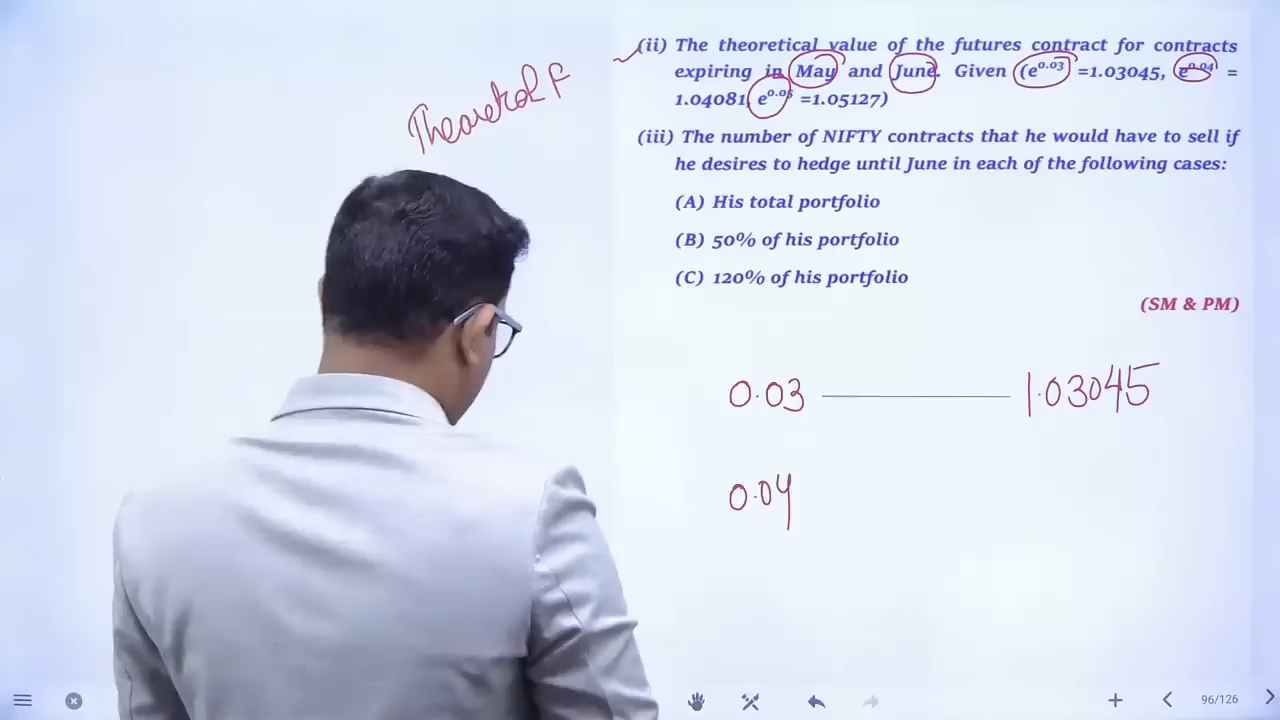 (ii) The theoretical value of the futures contract for contracts
expiring in May and June. Given (e^0.03 =1.03045, e^0.04 =
1.04081, e^0.05 =1.05127)
Theoretical F
(iii) The number of NIFTY contracts that he would have to sell if
he desires to hedge until June in each of the following cases:
(A) His total portfolio
(B) 50% of his portfolio
(C) 120% of his portfolio
(SM & PM)
0.03 1.03045
0.04
96/126